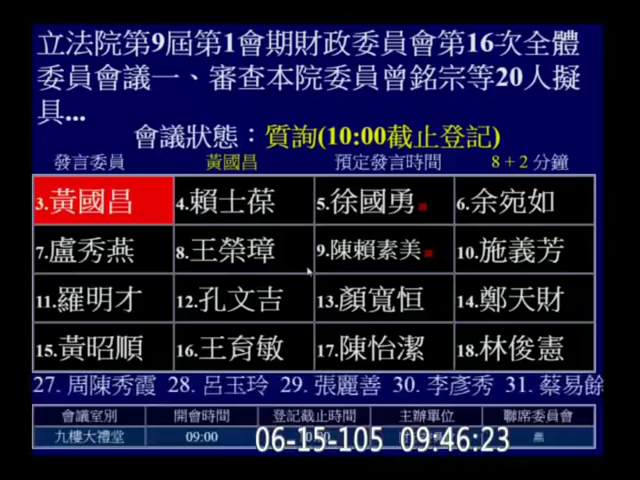 立法院第9屆第1會期財政委員會第16次全體
委員會議一、審查本院委員曾銘宗等20人擬
具...
會議狀態：質詢(10:00截止登記)
發言委員 黃國昌 預定發言時間 8 + 2 分鐘
3.黃國昌 4.賴士葆 5.徐國勇 6.余宛如
7.盧秀燕 8.王榮璋 9.陳賴素美 10.施義芳
11.羅明才 12.孔文吉 13.顏寬恒 14.鄭天財
15.黃昭順 16.王育敏 17.陳怡潔 18.林俊憲
27. 周陳秀霞 28. 呂玉玲 29. 張麗善 30. 李彥秀 31. 蔡易餘
會議室別 開會時間 登記截止時間 主辦單位 聯席委員會
九樓大禮堂 09:00 無
06-15-105 09:46:23